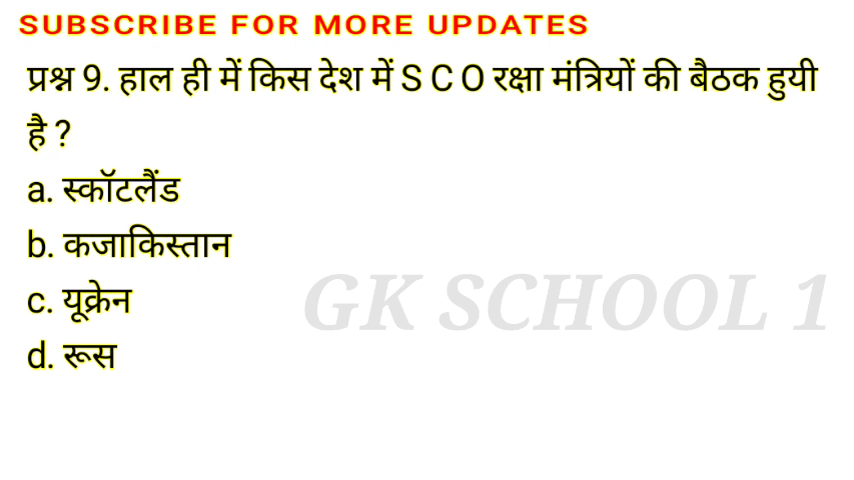 SUBSCRIBE FOR MORE UPDATES
प्रश्न 9. हाल ही में किस देश में S C O रक्षा मंत्रियों की बैठक हुयी
है ?
a. स्कॉटलैंड
b. कजाकिस्तान
c. यूक्रेन
d. रूस
GK SCHOOL 1